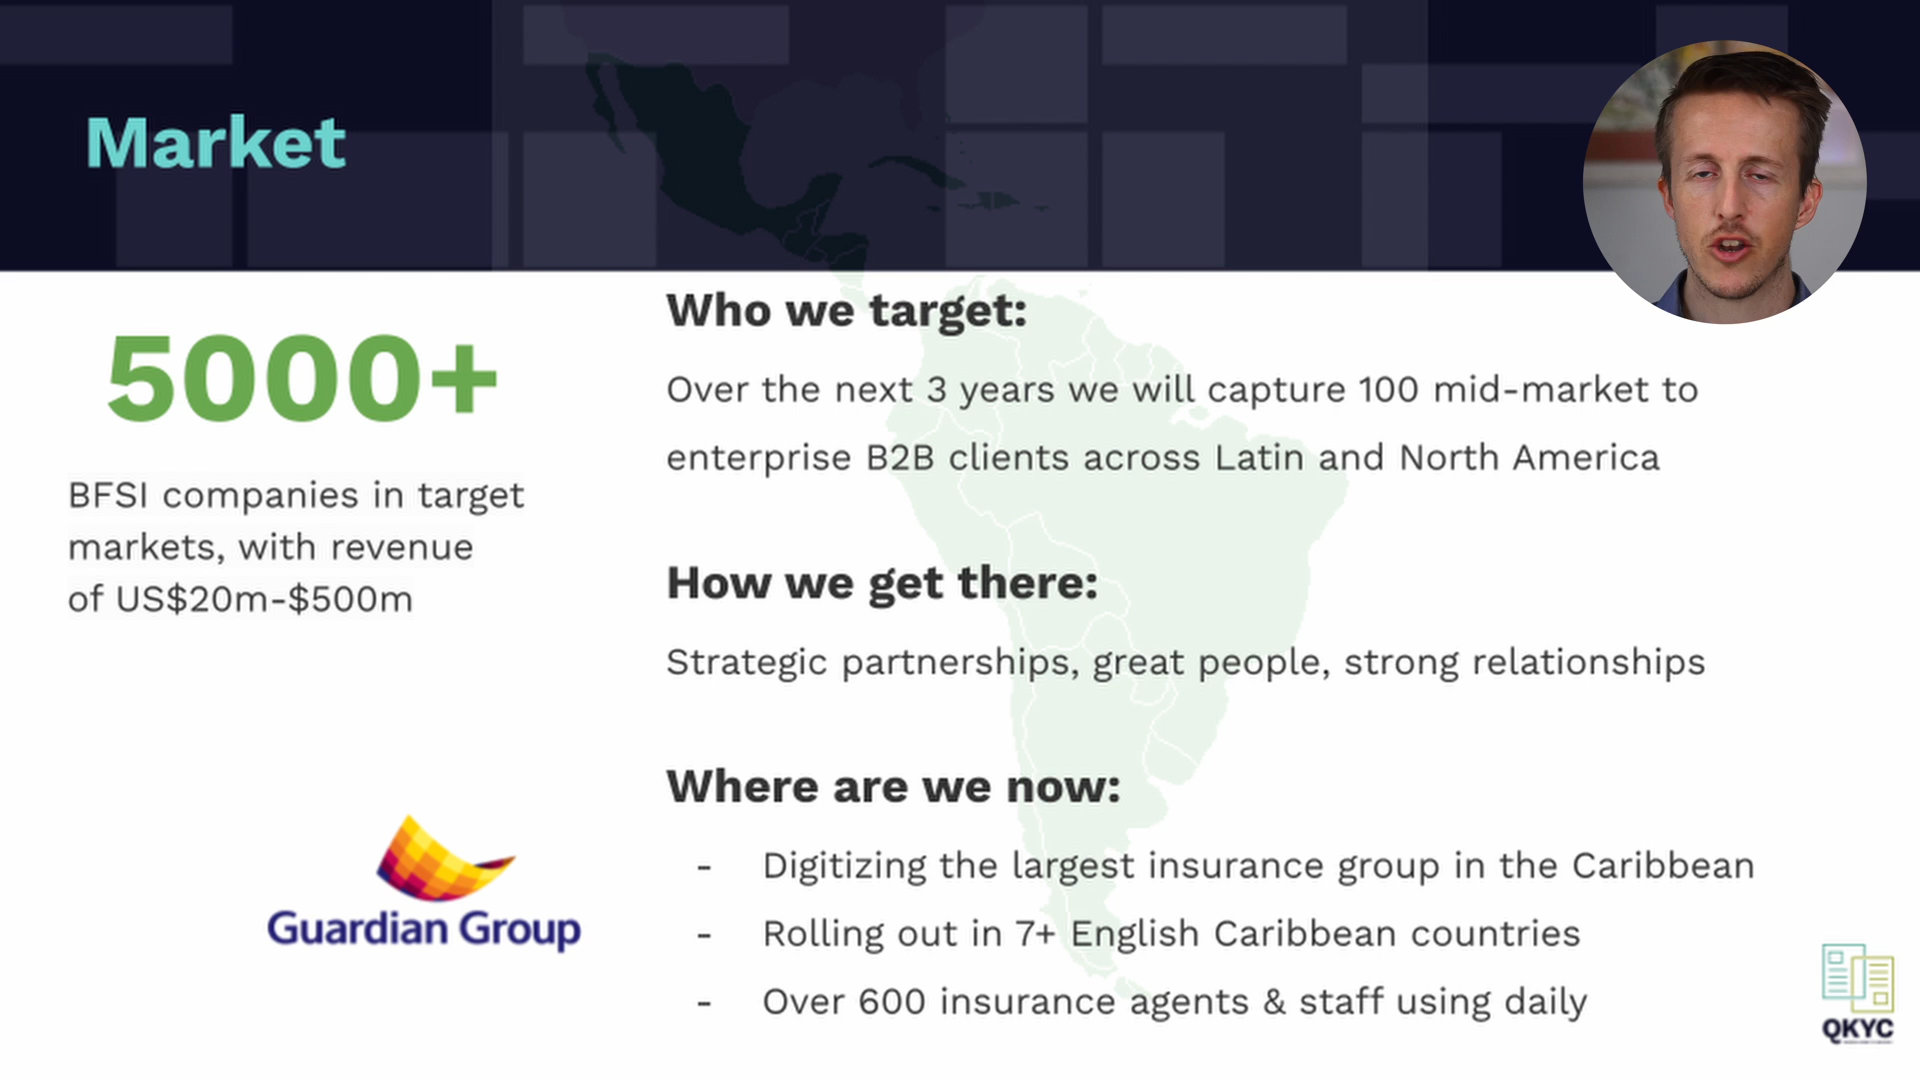 Market
5000+
BFSI companies in target
markets, with revenue
of US$20m-$500m
Guardian Group
Who we target:
Over the next 3 years we will capture 100 mid-market to
enterprise B2B clients across Latin and North America
How we get there:
Strategic partnerships, great people, strong relationships
Where are we now:
- Digitizing the largest insurance group in the Caribbean
- Rolling out in 7+ English Caribbean countries
- Over 600 insurance agents & staff using daily
QKYC